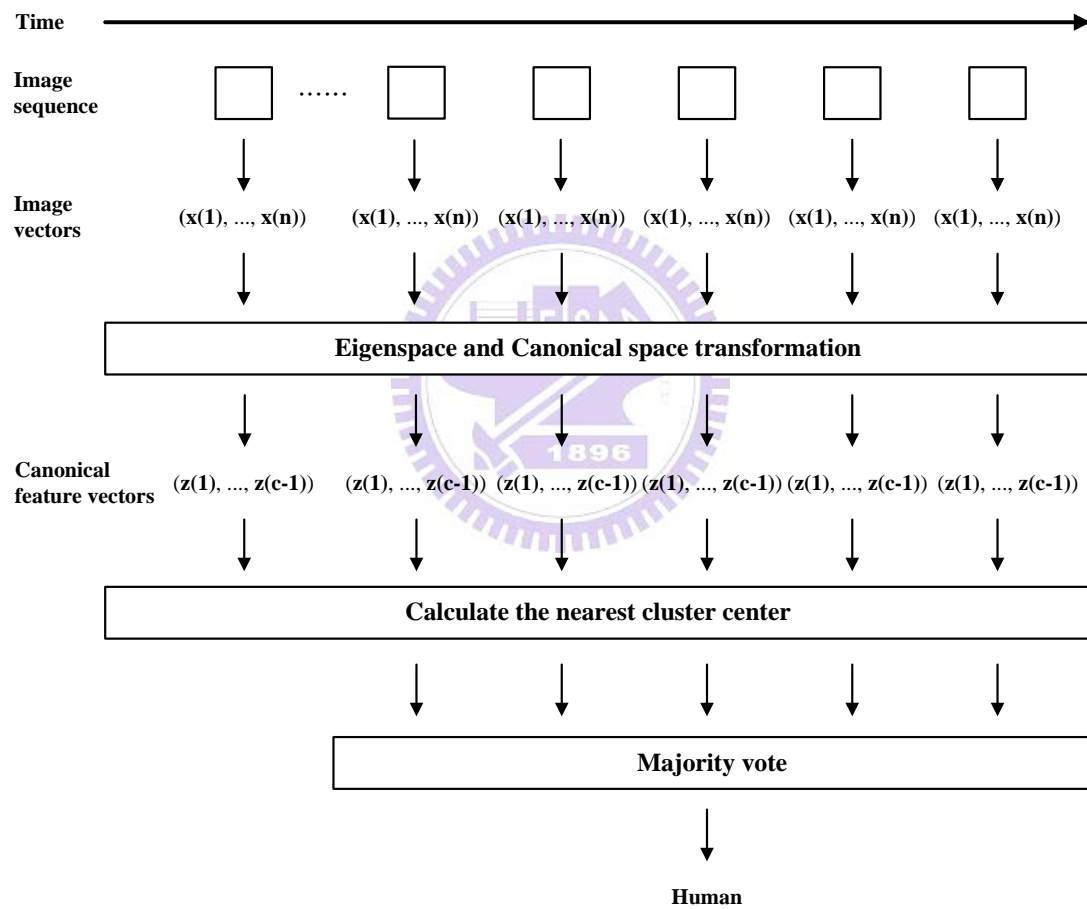 Time
Image
sequence
......
Image
vectors
(x(1), ..., x(n)) (x(1), ..., x(n)) (x(1), ..., x(n)) (x(1), ..., x(n)) (x(1), ..., x(n)) (x(1), ..., x(n))
Eigenspace and Canonical space transformation
1896
Canonical
feature vectors
(z(1), ..., z(c-1)) (z(1), ..., z(c-1)) (z(1), ..., z(c-1)) (z(1), ..., z(c-1)) (z(1), ..., z(c-1)) (z(1), ..., z(c-1))
Calculate the nearest cluster center
Majority vote
Human